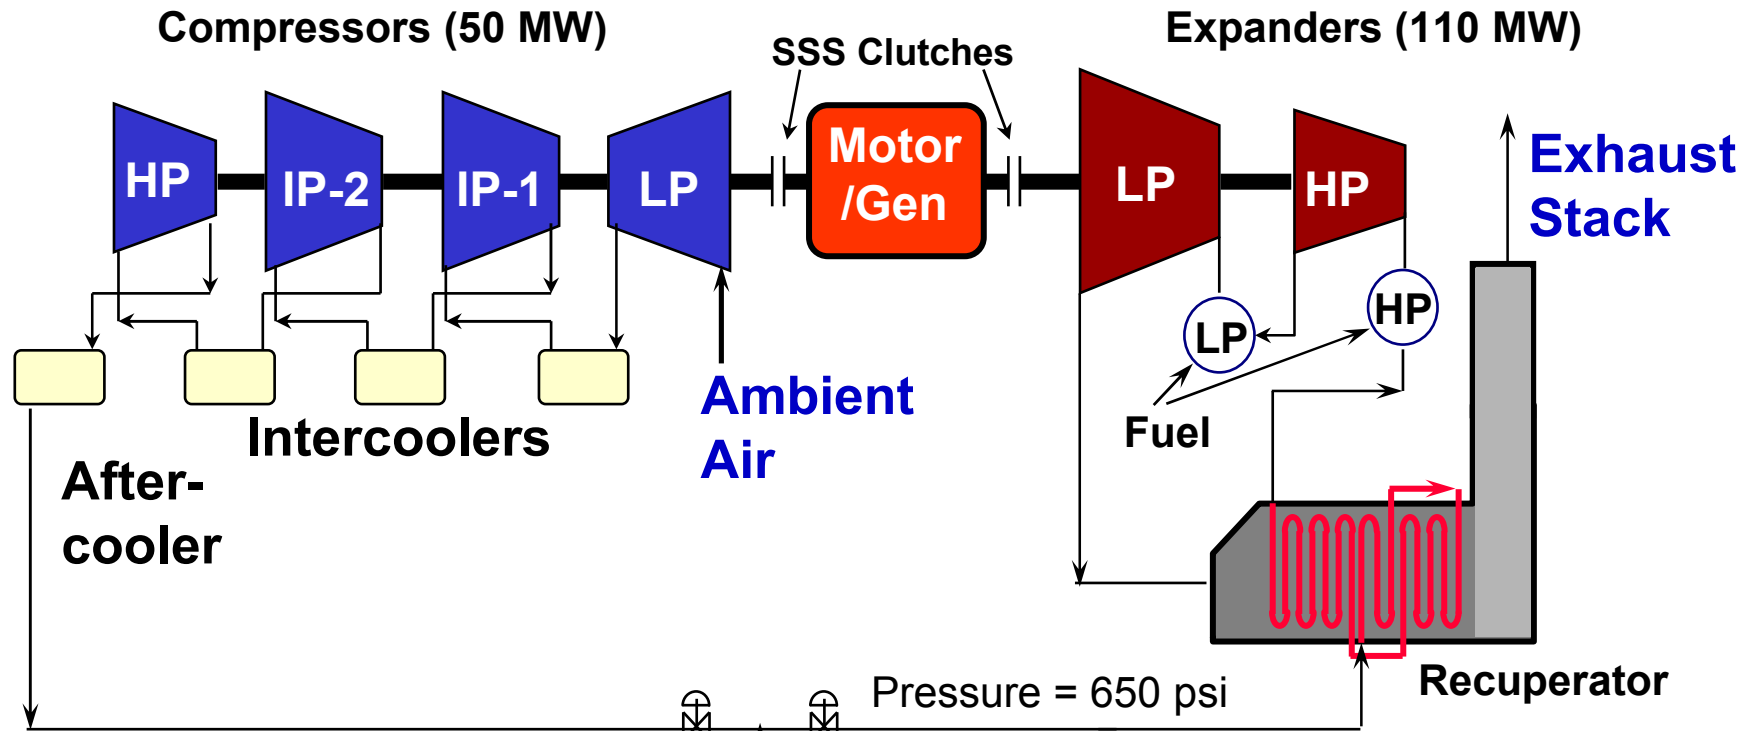 Compressors (50 MW)
Expanders (110 MW)
SSS Clutches
HP
IP-2
IP-1
LP
Motor
/Gen
LP
HP
Exhaust
Stack
HP
LP
Ambient
Air
Fuel
Intercoolers
After-
cooler
Recuperator
Pressure = 650 psi